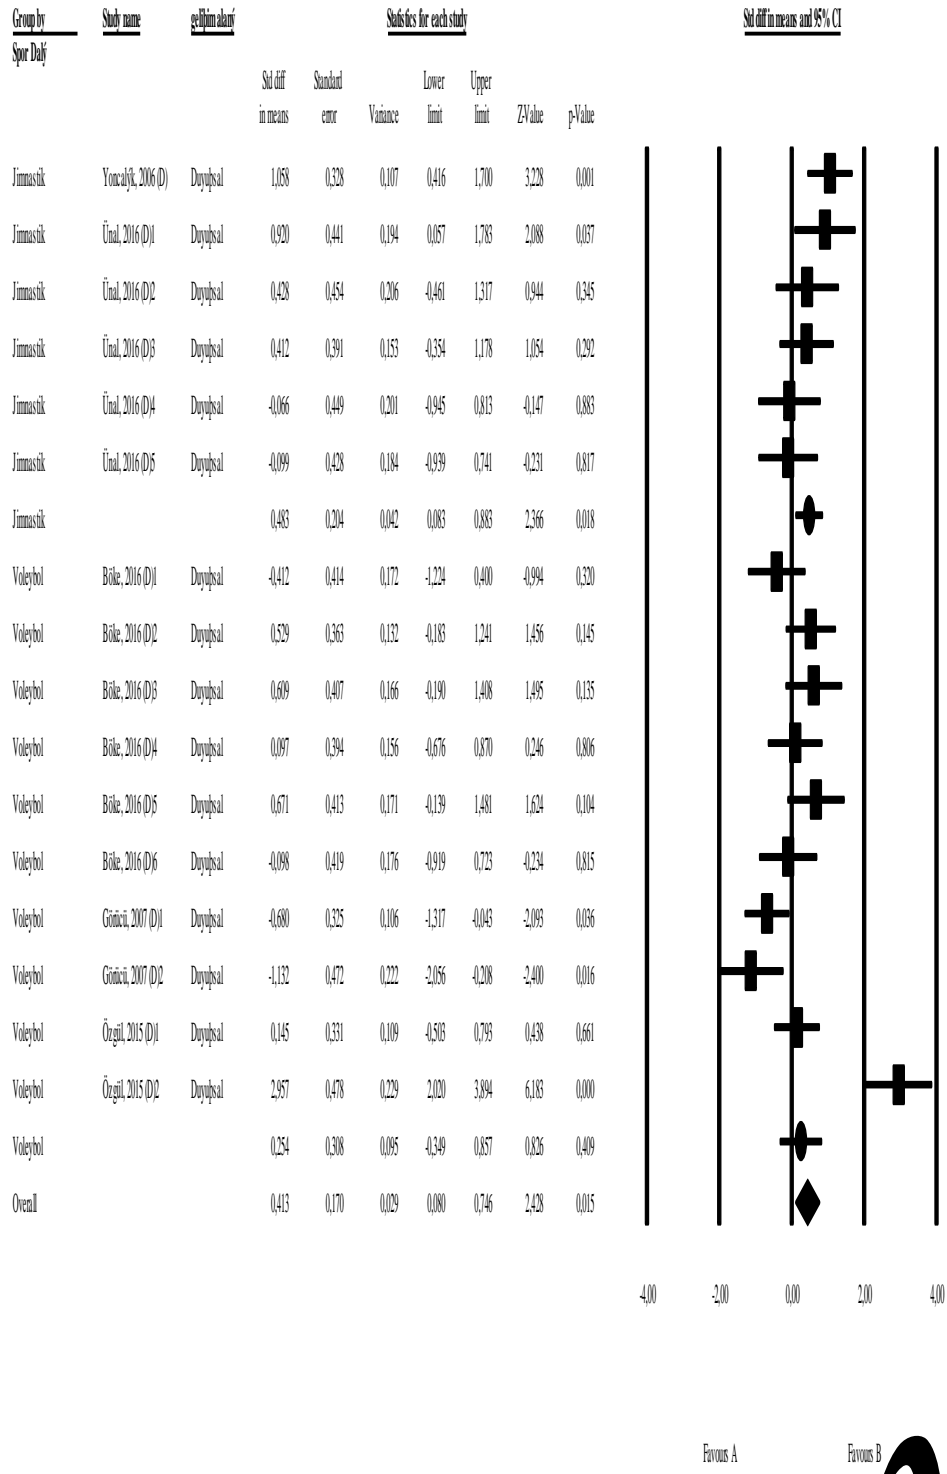 Group by Study name geliþim alaný Statistics for each study Std diff in means and 95% CI
Spor Dalý
Std diff Standard Lower Upper
in means error Variance limit limit Z-Value p-Value
Jimnastik Yoncalýk, 2006 (D) Duyuþsal 1,058 0,328 0,107 0,416 1,700 3,228 0,001
Jimnastik Ünal, 2016 (D)1 Duyuþsal 0,920 0,441 0,194 0,057 1,783 2,088 0,037
Jimnastik Ünal, 2016 (D)2 Duyuþsal 0,428 0,454 0,206 -0,461 1,317 0,944 0,345
Jimnastik Ünal, 2016 (D)3 Duyuþsal 0,412 0,391 0,153 -0,354 1,178 1,054 0,292
Jimnastik Ünal, 2016 (D)4 Duyuþsal -0,066 0,449 0,201 -0,945 0,813 -0,147 0,883
Jimnastik Ünal, 2016 (D)5 Duyuþsal -0,099 0,428 0,184 -0,939 0,741 -0,231 0,817
Jimnastik 0,483 0,204 0,042 0,083 0,883 2,366 0,018
Voleybol Böke, 2016 (D)1 Duyuþsal -0,412 0,414 0,172 -1,224 0,400 -0,994 0,320
Voleybol Böke, 2016 (D)2 Duyuþsal 0,529 0,363 0,132 -0,183 1,241 1,456 0,145
Voleybol Böke, 2016 (D)3 Duyuþsal 0,609 0,407 0,166 -0,190 1,408 1,495 0,135
Voleybol Böke, 2016 (D)4 Duyuþsal 0,097 0,394 0,156 -0,676 0,870 0,246 0,806
Voleybol Böke, 2016 (D)5 Duyuþsal 0,671 0,413 0,171 -0,139 1,481 1,624 0,104
Voleybol Böke, 2016 (D)6 Duyuþsal -0,098 0,419 0,176 -0,919 0,723 -0,234 0,815
Voleybol Görücü, 2007 (D)1 Duyuþsal -0,680 0,325 0,106 -1,317 -0,043 -2,093 0,036
Voleybol Görücü, 2007 (D)2 Duyuþsal -1,132 0,472 0,222 -2,056 -0,208 -2,400 0,016
Voleybol Özgül, 2015 (D)1 Duyuþsal 0,145 0,331 0,109 -0,503 0,793 0,438 0,661
Voleybol Özgül, 2015 (D)2 Duyuþsal 2,957 0,478 0,229 2,020 3,894 6,183 0,000
Voleybol 0,254 0,308 0,095 -0,349 0,857 0,826 0,409
Overall 0,413 0,170 0,029 0,080 0,746 2,428 0,015
-4,00 -2,00 0,00 2,00 4,00
Favours A Favours B